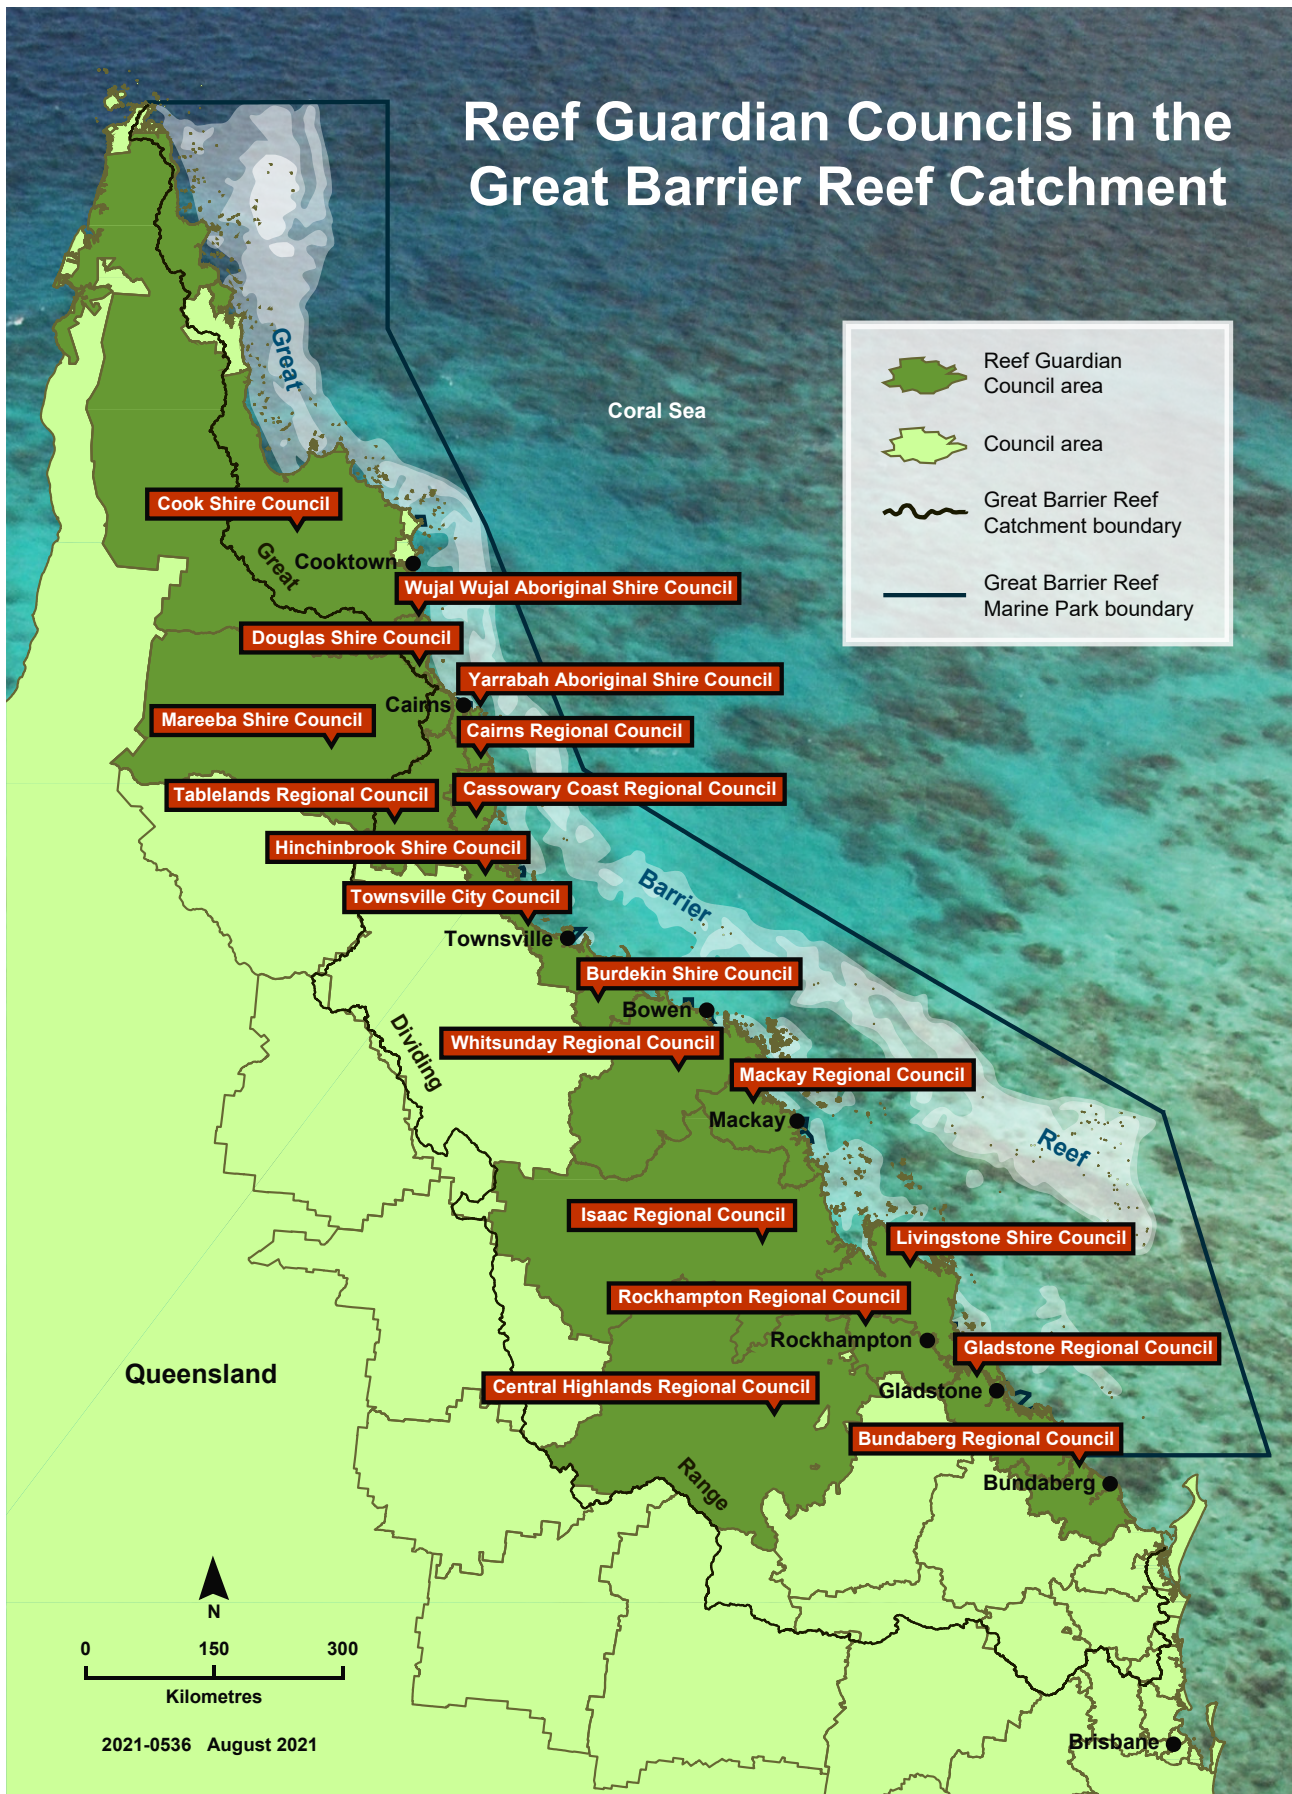 Reef Guardian Councils in the
Great Barrier Reef Catchment
Reef Guardian
Council area
Council area
Great Barrier Reef
Catchment boundary
Great Barrier Reef
Marine Park boundary
Great
Coral Sea
Cook Shire Council
Great
Cooktown
Wujal Wujal Aboriginal Shire Council
Douglas Shire Council
Yarrabah Aboriginal Shire Council
Cairns
Mareeba Shire Council
Cairns Regional Council
Tablelands Regional Council
Cassowary Coast Regional Council
Hinchinbrook Shire Council
Barrier
Townsville City Council
Townsville
Burdekin Shire Council
Bowen
Dividing
Whitsunday Regional Council
Mackay Regional Council
Mackay
Reef
Isaac Regional Council
Livingstone Shire Council
Rockhampton Regional Council
Rockhampton
Gladstone Regional Council
Queensland
Central Highlands Regional Council
Gladstone
Bundaberg Regional Council
Range
Bundaberg
N
0 150 300
Kilometres
2021-0536 August 2021
Brisbane